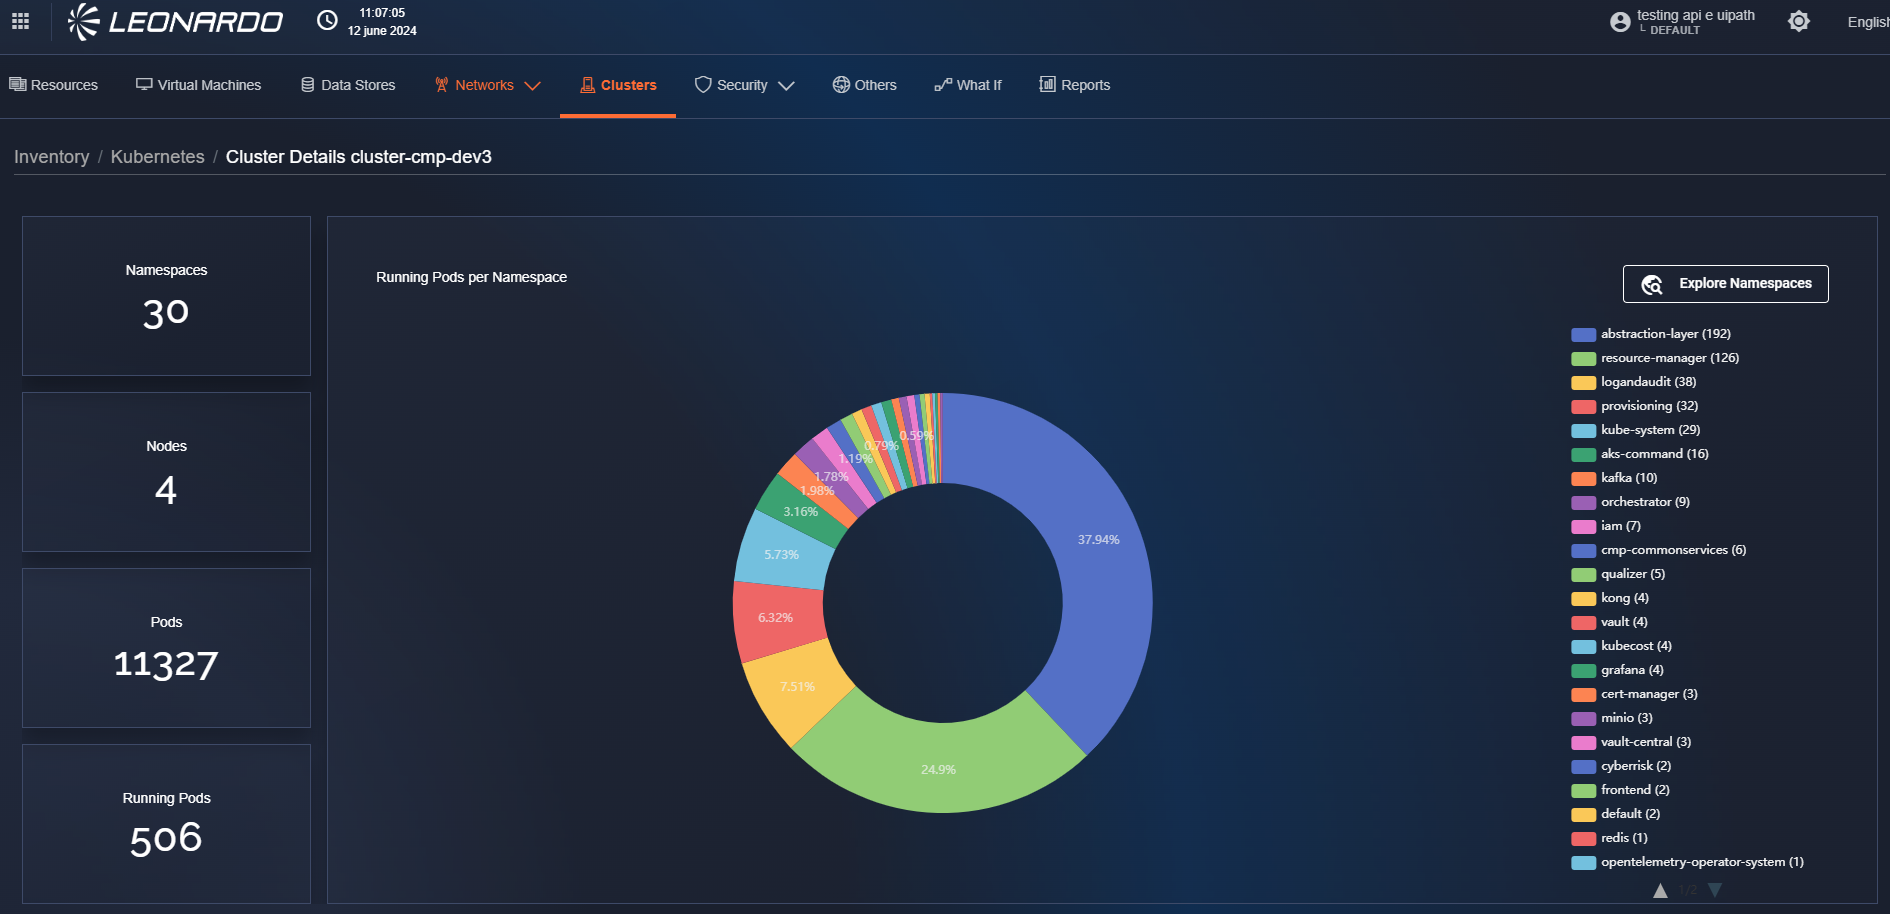 LEONARDO
11:07:05
12 june 2024
testing api e uipath
└ DEFAULT
English
Resources
Virtual Machines
Data Stores
Networks
Clusters
Security
Others
What If
Reports
Inventory / Kubernetes / Cluster Details cluster-cmp-dev3
Namespaces
30
Nodes
4
Pods
11327
Running Pods
506
Running Pods per Namespace
Explore Namespaces
37.94%
24.9%
7.51%
6.32%
5.73%
3.16%
1.98%
1.78%
1.19%
0.79%
0.59%
abstraction-layer (192)
resource-manager (126)
logandaudit (38)
provisioning (32)
kube-system (29)
aks-command (16)
kafka (10)
orchestrator (9)
iam (7)
cmp-commonservices (6)
qualizer (5)
kong (4)
vault (4)
kubecost (4)
grafana (4)
cert-manager (3)
minio (3)
vault-central (3)
cyberrisk (2)
frontend (2)
default (2)
redis (1)
opentelemetry-operator-system (1)
1/2